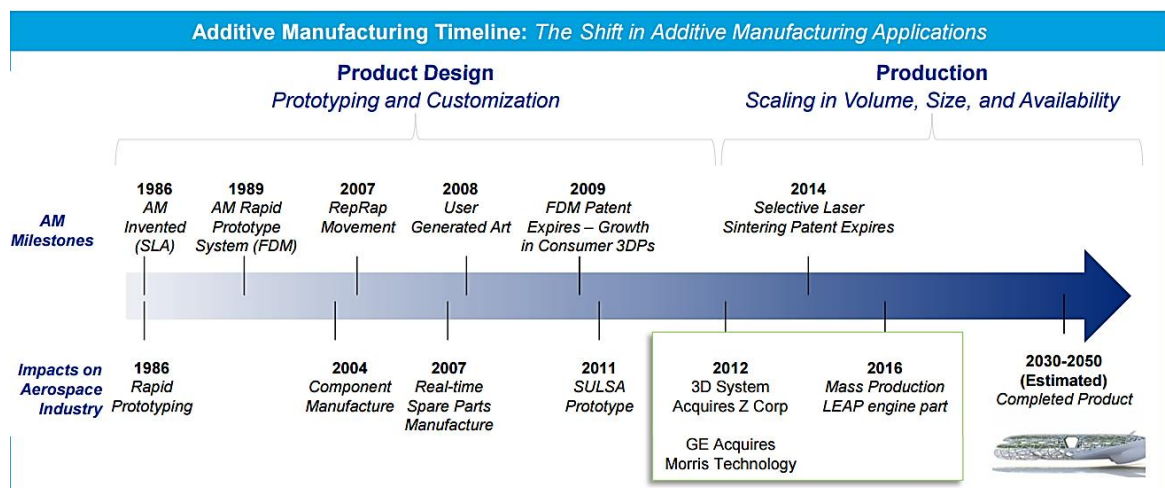 Additive Manufacturing Timeline: The Shift in Additive Manufacturing Applications
Product Design
Prototyping and Customization
Production
Scaling in Volume, Size, and Availability
AM
Milestones
1986
AM
Invented
(SLA)
1989
AM Rapid
Prototype
System (FDM)
2007
RepRap
Movement
2008
User
Generated Art
2009
FDM Patent
Expires – Growth
in Consumer 3DPs
2014
Selective Laser
Sintering Patent Expires
Impacts on
Aerospace
Industry
1986
Rapid
Prototyping
2004
Component
Manufacture
2007
Real-time
Spare Parts
Manufacture
2011
SULSA
Prototype
2012
3D System
Acquires Z Corp
GE Acquires
Morris Technology
2016
Mass Production
LEAP engine part
2030-2050
(Estimated)
Completed Product